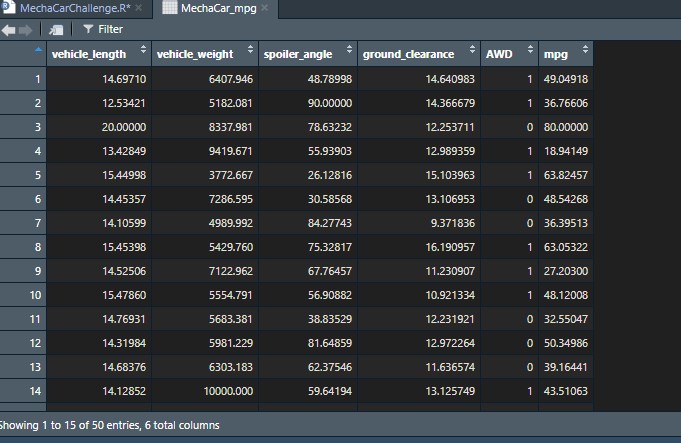 MechaCarChallenge.R* MechaCar_mpg
Filter
vehicle_length vehicle_weight spoiler_angle ground_clearance AWD mpg
1 14.69710 6407.946 48.78998 14.640983 1 49.04918
2 12.53421 5182.081 90.00000 14.366679 1 36.76606
3 20.00000 8337.981 78.63232 12.253711 0 80.00000
4 13.42849 9419.671 55.93903 12.989359 1 18.94149
5 15.44998 3772.667 26.12816 15.103963 1 63.82457
6 14.45357 7286.595 30.58568 13.106953 0 48.54268
7 14.10599 4989.992 84.27743 9.371836 0 36.39513
8 15.45398 5429.760 75.32817 16.190957 1 63.05322
9 14.52506 7122.962 67.76457 11.230907 1 27.20300
10 15.47860 5554.791 56.90882 10.921334 1 48.12008
11 14.76931 5683.381 38.83529 12.231921 0 32.55047
12 14.31984 5981.229 81.64859 12.972264 0 50.34986
13 14.68376 6303.183 62.37546 11.636574 0 39.16441
14 14.12852 10000.000 59.64194 13.125749 1 43.51063
Showing 1 to 15 of 50 entries, 6 total columns